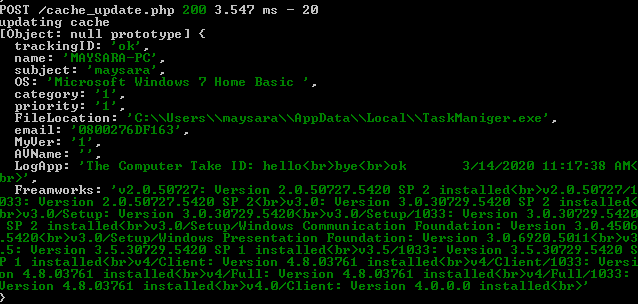 POST /cache_update.php 200 3.547 ms - 20
updating cache
[Object: null prototype] {
  trackingID: 'ok',
  name: 'MAYSARA-PC',
  subject: 'maysara',
  OS: 'Microsoft Windows 7 Home Basic ',
  category: '1',
  priority: '1',
  FileLocation: 'C:\\Users\\maysara\\AppData\\Local\\TaskManiger.exe',
  email: '0800276DF163',
  MyVer: '1',
  AVName: '',
  LogApp: 'The Computer Take ID: hello<br>bye<br>ok      3/14/2020 11:17:38 AM<
br>',
  Freamworks: 'v2.0.50727: Version 2.0.50727.5420 SP 2 installed<br>v2.0.50727/1
033: Version 2.0.50727.5420 SP 2<br>v3.0: Version 3.0.30729.5420 SP 2 installed<
br>v3.0/Setup: Version 3.0.30729.5420<br>v3.0/Setup/1033: Version 3.0.30729.5420
 SP 2 installed<br>v3.0/Setup/Windows Communication Foundation: Version 3.0.4506
.5420<br>v3.0/Setup/Windows Presentation Foundation: Version 3.0.6920.5011<br>v3
.5: Version 3.5.30729.5420 SP 1 installed<br>v3.5/1033: Version 3.5.30729.5420 S
P 1 installed<br>v4/Client: Version 4.8.03761 installed<br>v4/Client/1033: Versi
on 4.8.03761 installed<br>v4/Full: Version 4.8.03761 installed<br>v4/Full/1033: 
Version 4.8.03761 installed<br>v4.0/Client: Version 4.0.0.0 installed<br>'
}